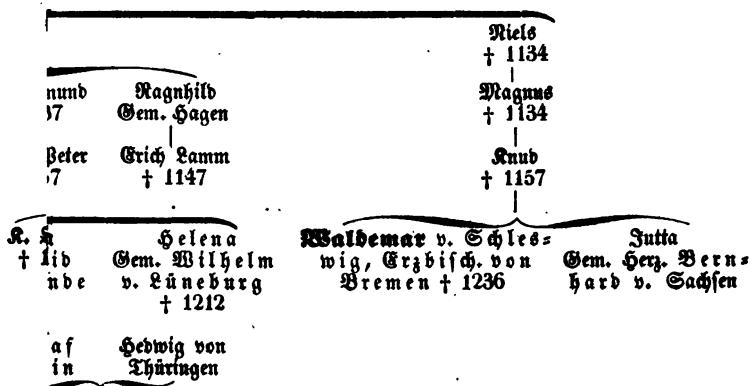 Niels
† 1134
Ragnhild Magnus
Gem. Hagen † 1134
Peter Erich Lamm Knud
† 1147 † 1157
K.
Helena Waldemar v. Schles=
† Gem. Wilhelm wig, Erzbisch. von
v. Lüneburg Bremen † 1236
† 1212
Jutta
Gem. Herz. Bern=
hard v. Sachsen
Hedwig von
Thüringen